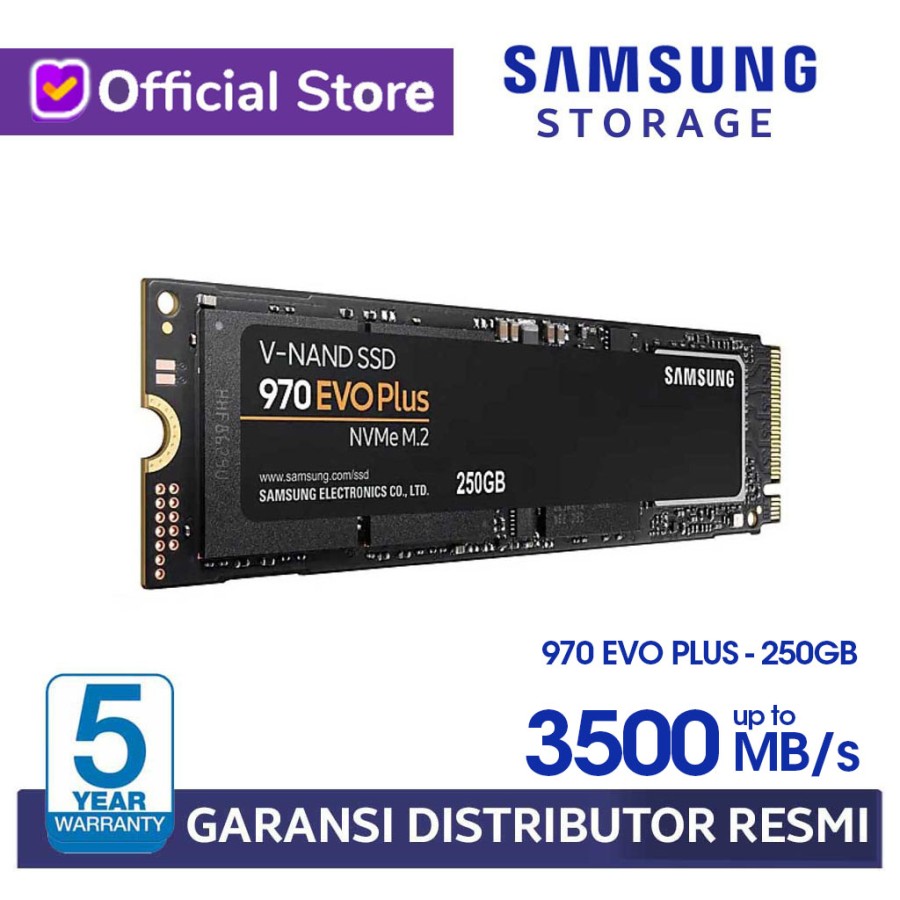 Official Store
SAMSUNG
STORAGE
V-NAND SSD
970 EVO Plus
NVMe M.2
www.samsung.com/ssd
SAMSUNG ELECTRONICS CO., LTD.
250GB
SAMSUNG
970 EVO PLUS - 250GB
3500 up to MB/s
5
YEAR
WARRANTY
GARANSI DISTRIBUTOR RESMI